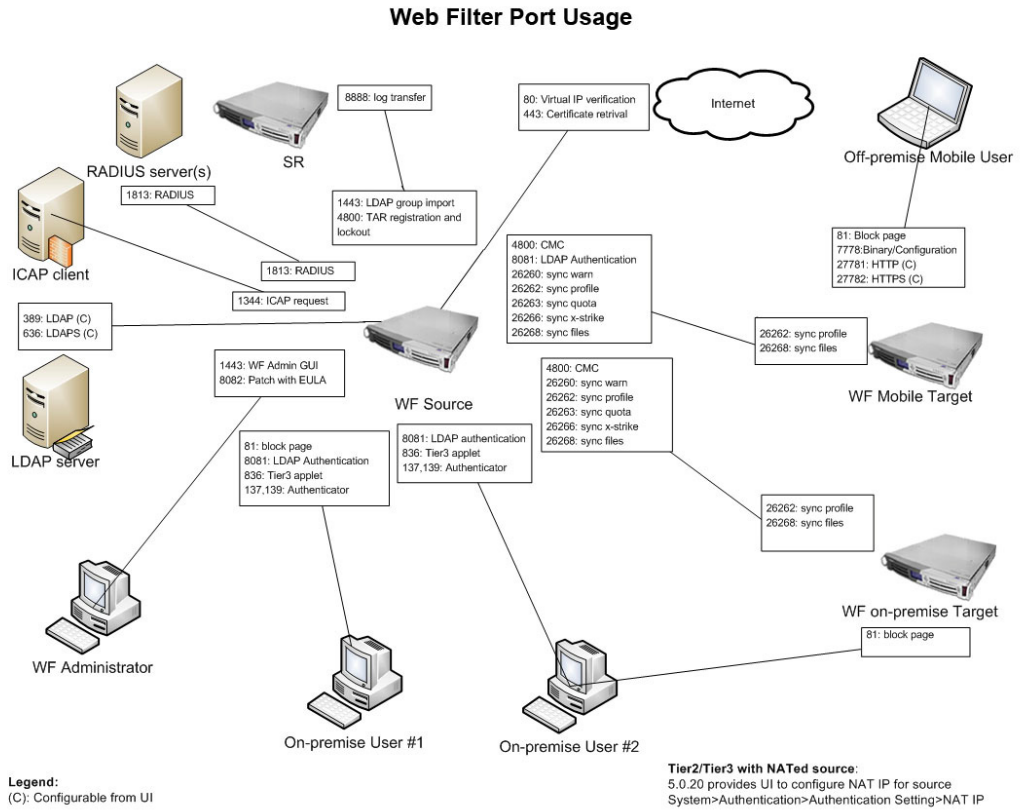 Web Filter Port Usage
RADIUS server(s)
SR
8888: log transfer
80: Virtual IP verification
443: Certificate retrival
Internet
Off-premise Mobile User
1813: RADIUS
ICAP client
1443: LDAP group import
4800: TAR registration and
lockout
1813: RADIUS
1344: ICAP request
4800: CMC
8081: LDAP Authentication
26260: sync warn
26262: sync profile
26263: sync quota
26266: sync x-strike
26268: sync files
81: Block page
7778:Binary/Configuration
27781: HTTP (C)
27782: HTTPS (C)
389: LDAP (C)
636: LDAPS (C)
26262: sync profile
26268: sync files
WF Mobile Target
1443: WF Admin GUI
8082: Patch with EULA
WF Source
4800: CMC
26260: sync warn
26262: sync profile
26263: sync quota
26266: sync x-strike
26268: sync files
LDAP server
81: block page
8081: LDAP Authentication
836: Tier3 applet
137,139: Authenticator
8081: LDAP authentication
836: Tier3 applet
137,139: Authenticator
26262: sync profile
26268: sync files
WF on-premise Target
81: block page
WF Administrator
On-premise User #1
On-premise User #2
Legend:
(C): Configurable from UI
Tier2/Tier3 with NATed source:
5.0.20 provides UI to configure NAT IP for source
System>Authentication>Authentication Setting>NAT IP